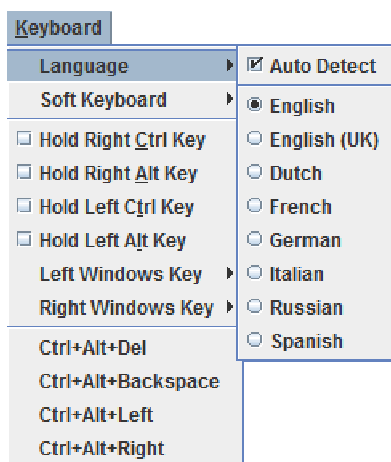 Keyboard
Language
Soft Keyboard
Hold Right Ctrl Key
Hold Right Alt Key
Hold Left Ctrl Key
Hold Left Alt Key
Left Windows Key
Right Windows Key
Ctrl+Alt+Del
Ctrl+Alt+Backspace
Ctrl+Alt+Left
Ctrl+Alt+Right
Auto Detect
English
English (UK)
Dutch
French
German
Italian
Russian
Spanish